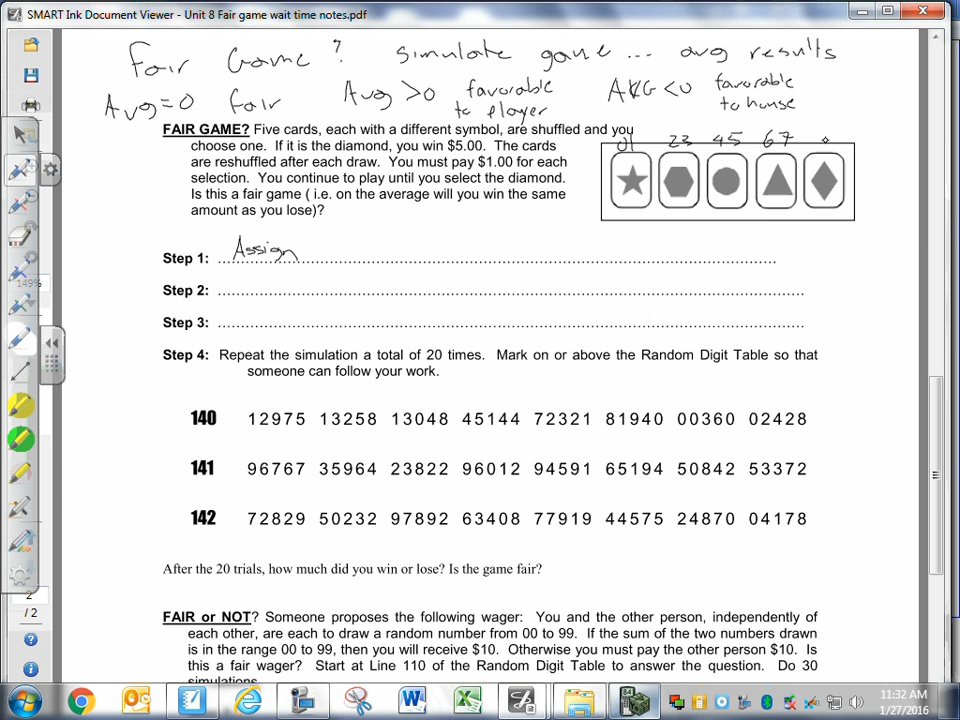 SMART Ink Document Viewer - Unit 8 Fair game wait time notes.pdf
Fair Game? simulate game ... avg results
Avg=0 fair Avg >0 favorable to player AVG <0 favorable to house
FAIR GAME? Five cards, each with a different symbol, are shuffled and you
choose one. If it is the diamond, you win $5.00. The cards
are reshuffled after each draw. You must pay $1.00 for each
selection. You continue to play until you select the diamond.
Is this a fair game ( i.e. on the average will you win the same
amount as you lose)?
01 23 45 67
Step 1: Assign
Step 2:
Step 3:
Step 4: Repeat the simulation a total of 20 times. Mark on or above the Random Digit Table so that
someone can follow your work.
140 12975 13258 13048 45144 72321 81940 00360 02428
141 96767 35964 23822 96012 94591 65194 50842 53372
142 72829 50232 97892 63408 77919 44575 24870 04178
After the 20 trials, how much did you win or lose? Is the game fair?
FAIR or NOT? Someone proposes the following wager: You and the other person, independently of
each other, are each to draw a random number from 00 to 99. If the sum of the two numbers drawn
is in the range 00 to 99, then you will receive $10. Otherwise you must pay the other person $10. Is
this a fair wager? Start at Line 110 of the Random Digit Table to answer the question. Do 30
simulations
149%
2
/ 2
11:32 AM
1/27/2016